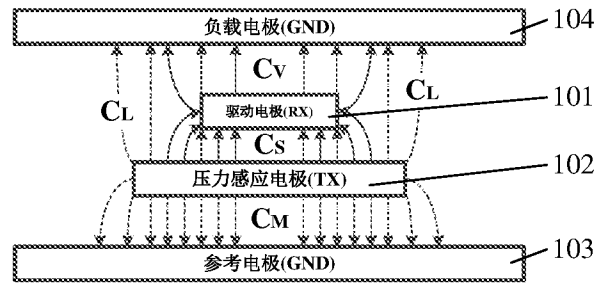 负载电极(GND)
104
CV
CL
CL
驱动电极(RX)
101
CS
压力感应电极(TX)
102
CM
参考电极(GND)
103